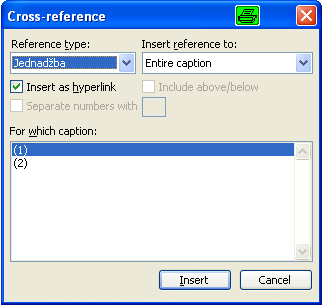 Cross-reference
Reference type: Insert reference to:
Jednadžba Entire caption
Insert as hyperlink Include above/below
Separate numbers with
For which caption:
(1)
(2)
Insert Cancel